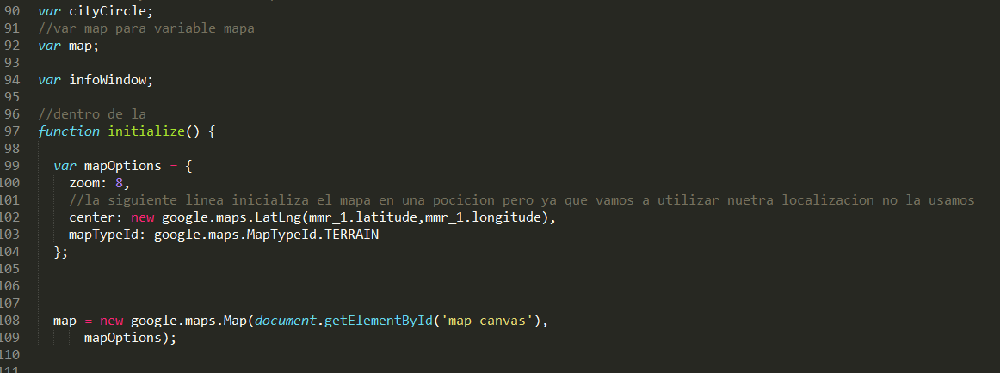 90 var cityCircle;
91 //var map para variable mapa
92 var map;
93
94 var infoWindow;
95
96 //dentro de la
97 function initialize() {
98
99 var mapOptions = {
100 zoom: 8,
101 //la siguiente linea inicializa el mapa en una pocicion pero ya que vamos a utilizar nuetra localizacion no la usamos
102 center: new google.maps.LatLng(mmr_1.latitude,mmr_1.longitude),
103 mapTypeId: google.maps.MapTypeId.TERRAIN
104 };
105
106
107
108 map = new google.maps.Map(document.getElementById('map-canvas'),
109 mapOptions);
110
111